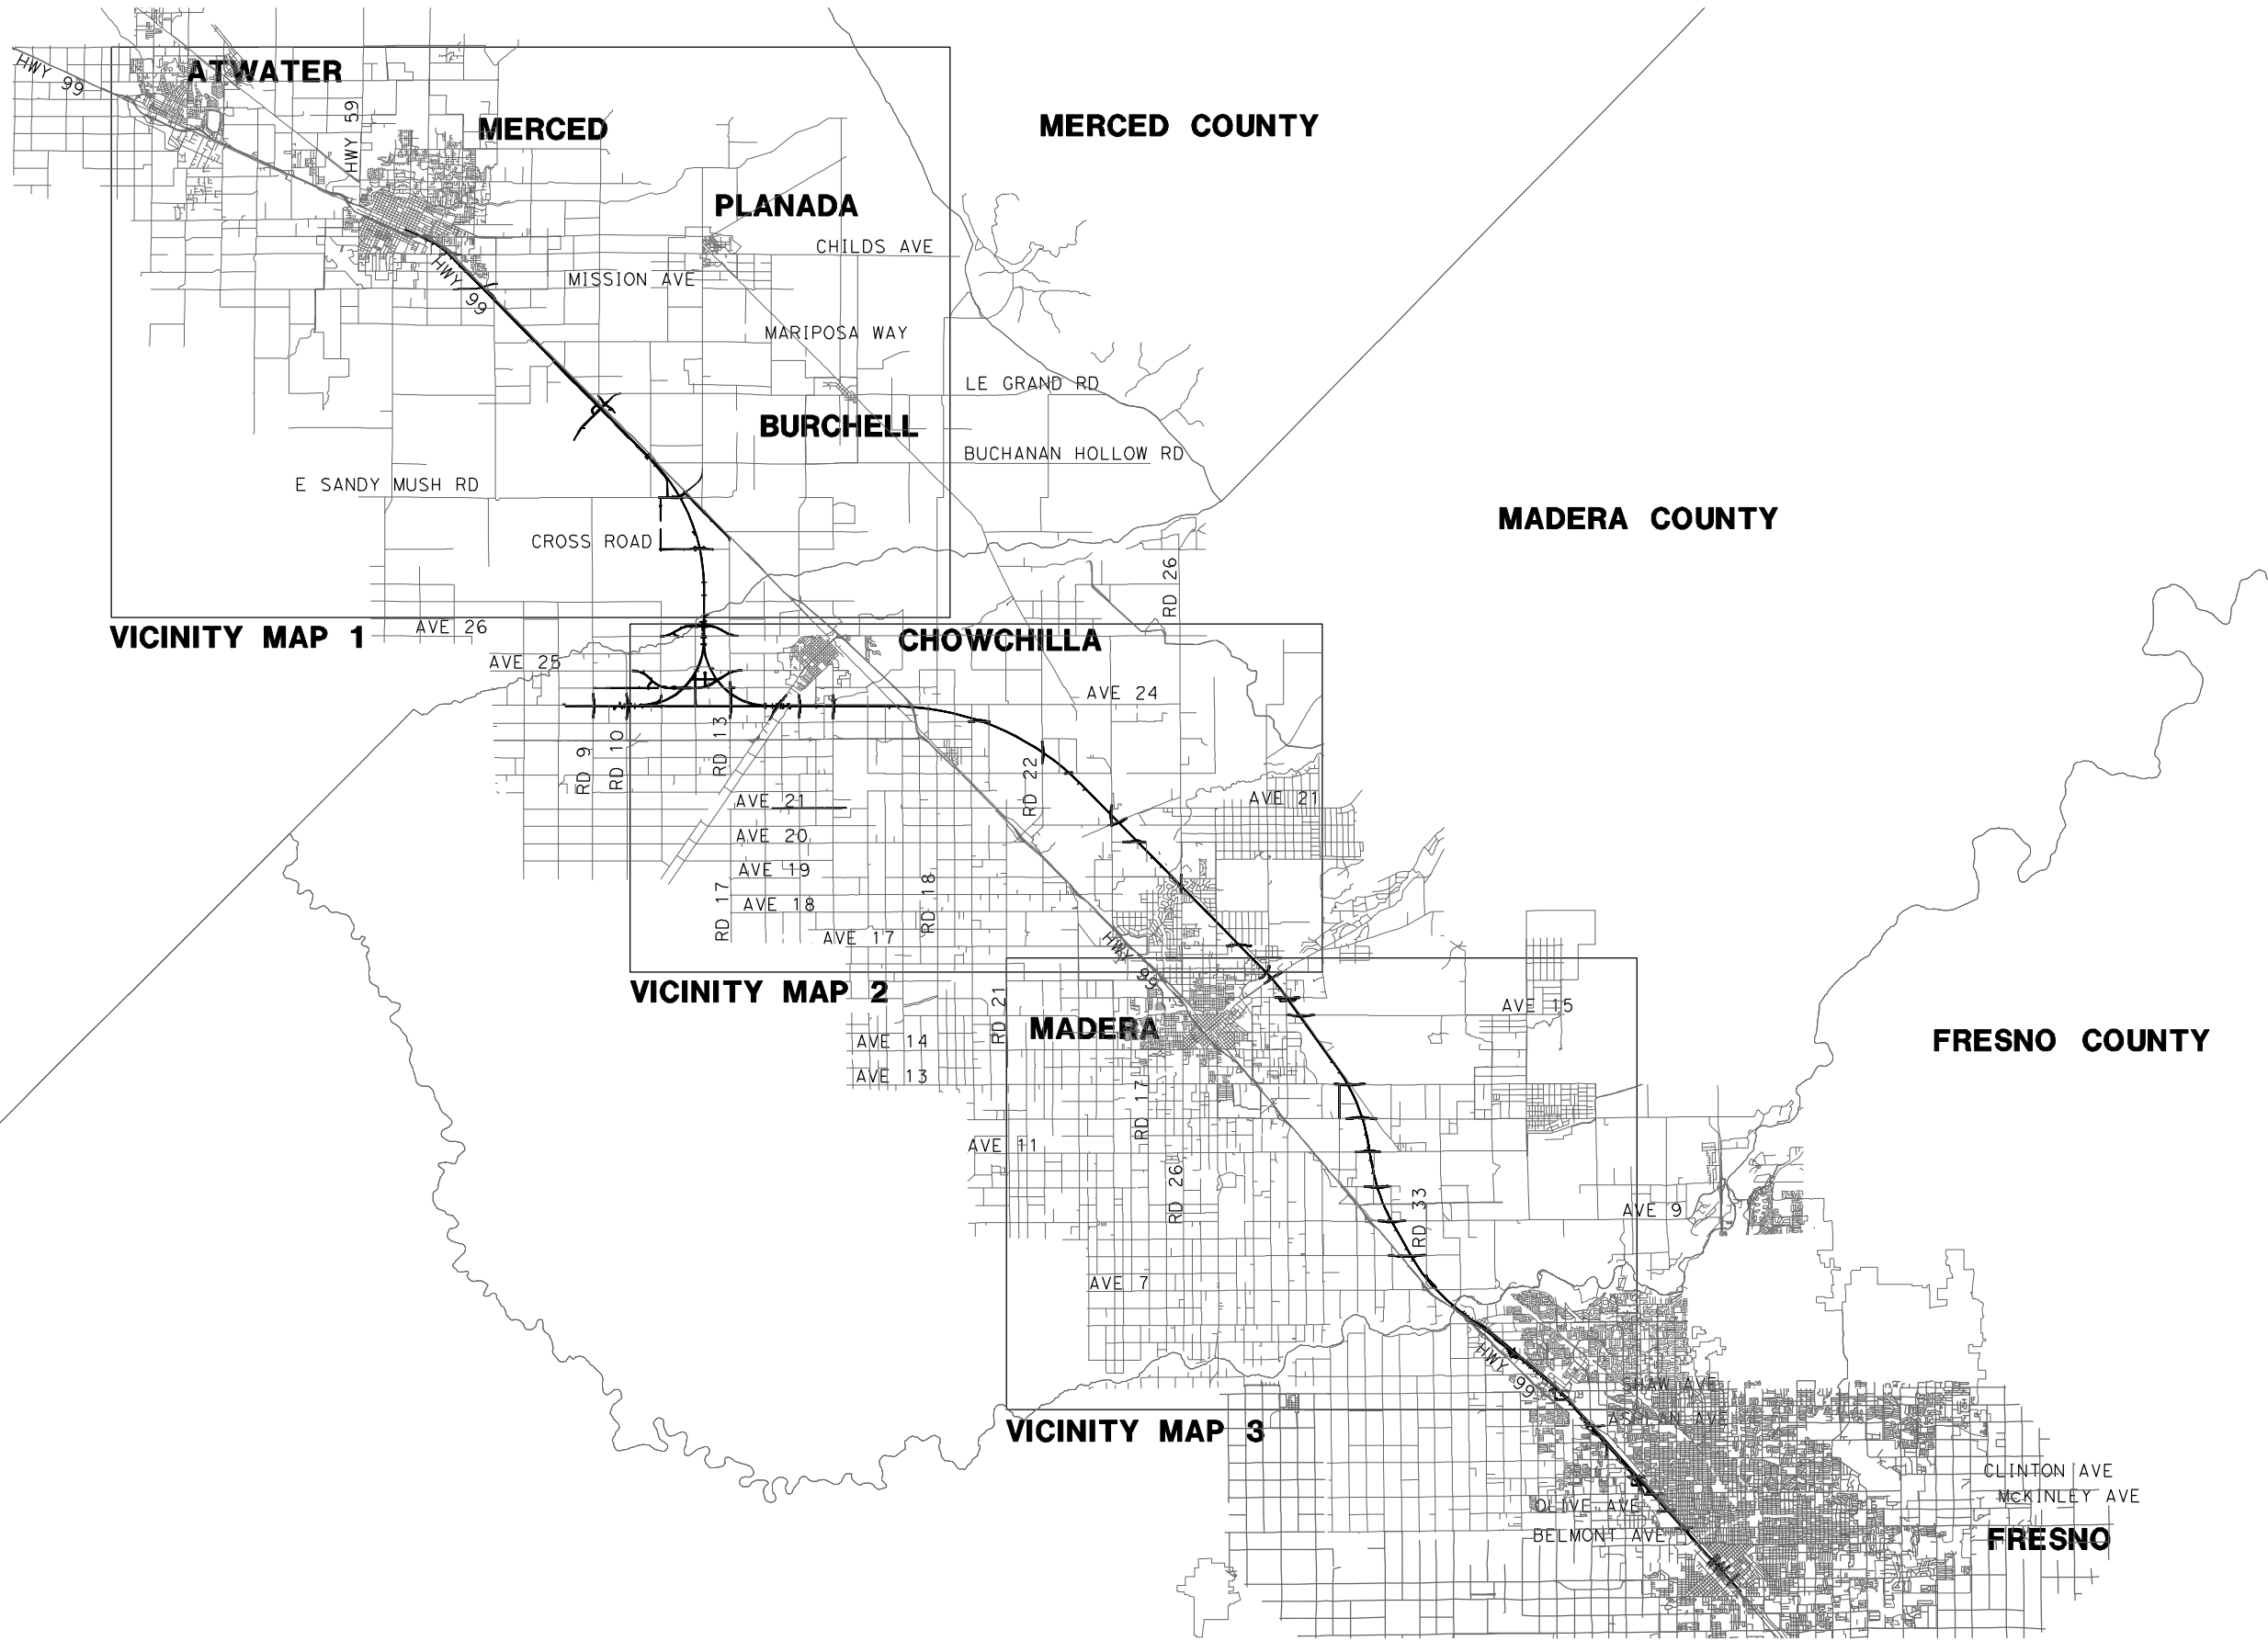 HWY 99
ATWATER
HWY 59
MERCED
MERCED COUNTY
PLANADA
CHILDS AVE
HWY 99
MISSION AVE
MARIPOSA WAY
LE GRAND RD
BURCHELL
BUCHANAN HOLLOW RD
E SANDY MUSH RD
MADERA COUNTY
CROSS ROAD
RD 26
AVE 26
VICINITY MAP 1
CHOWCHILLA
AVE 25
AVE 24
RD 9
RD 10
RD 13
RD 22
AVE 21
AVE 21
AVE 20
AVE 19
RD 17
AVE 18
RD 18
AVE 17
HWY 99
VICINITY MAP 2
RD 21
AVE 15
MADERA
AVE 14
FRESNO COUNTY
AVE 13
RD 17
AVE 11
RD 26
RD 33
AVE 9
AVE 7
HWY 99
SHAW AVE
ASHLAN AVE
VICINITY MAP 3
CLINTON AVE
McKINLEY AVE
OLIVE AVE
BELMONT AVE
FRESNO